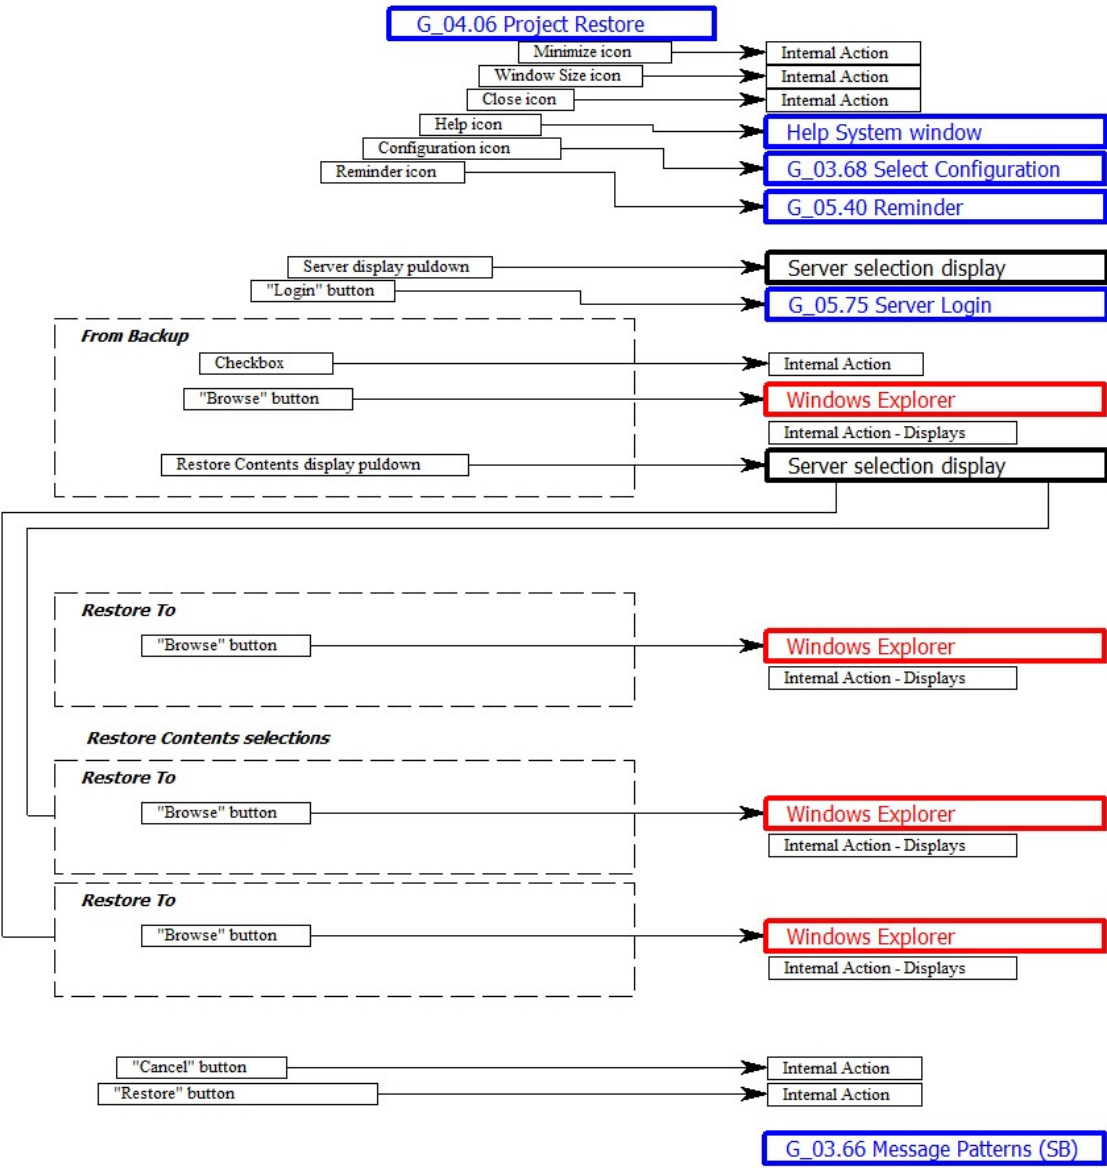 G_04.06 Project Restore
Minimize icon
Internal Action
Window Size icon
Internal Action
Close icon
Internal Action
Help icon
Help System window
Configuration icon
G_03.68 Select Configuration
Reminder icon
G_05.40 Reminder
Server display puldown
Server selection display
"Login" button
G_05.75 Server Login
From Backup
Checkbox
Internal Action
"Browse" button
Windows Explorer
Internal Action - Displays
Restore Contents display puldown
Server selection display
Restore To
"Browse" button
Windows Explorer
Internal Action - Displays
Restore Contents selections
Restore To
"Browse" button
Windows Explorer
Internal Action - Displays
Restore To
"Browse" button
Windows Explorer
Internal Action - Displays
"Cancel" button
Internal Action
"Restore" button
Internal Action
G_03.66 Message Patterns (SB)